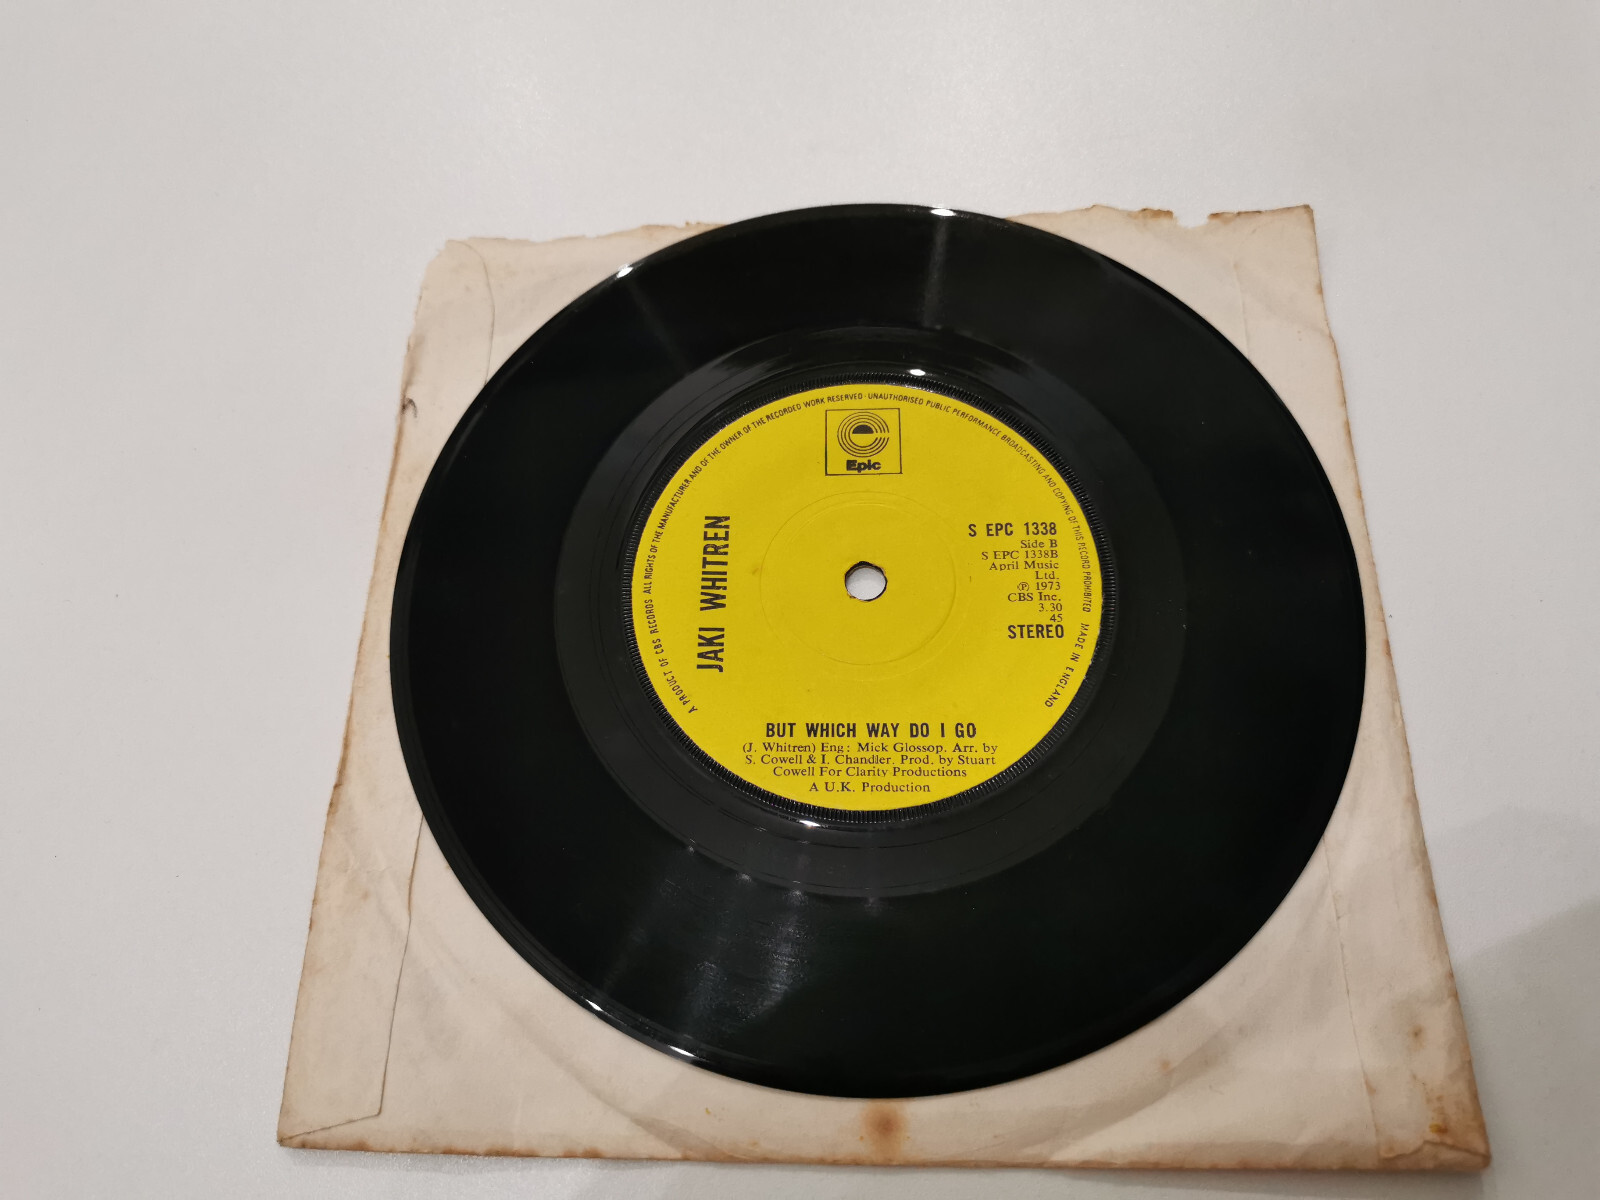 A PRODUCT OF CBS RECORDS ALL RIGHTS OF THE MANUFACTURER AND OF THE OWNER OF THE RECORDED WORK RESERVED · UNAUTHORISED PUBLIC PERFORMANCE BROADCASTING AND COPYING OF THIS RECORD PROHIBITED MADE IN ENGLAND
Epic
JAKI WHITREN
S EPC 1338
Side B
S EPC 1338B
April Music
Ltd.
℗ 1973
CBS Inc.
3.30
45
STEREO
BUT WHICH WAY DO I GO
(J. Whitren) Eng: Mick Glossop. Arr. by
S. Cowell & I. Chandler. Prod. by Stuart
Cowell For Clarity Productions
A U.K. Production